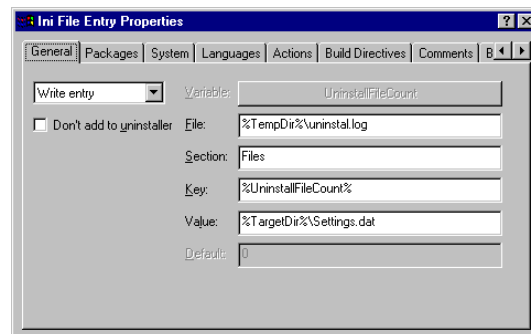 Ini File Entry Properties
General Packages System Languages Actions Build Directives Comments B
Write entry Variable: UninstallFileCount
Don't add to uninstaller File: %TempDir%\uninstal.log
Section: Files
Key: %UninstallFileCount%
Value: %TargetDir%\Settings.dat
Default: 0